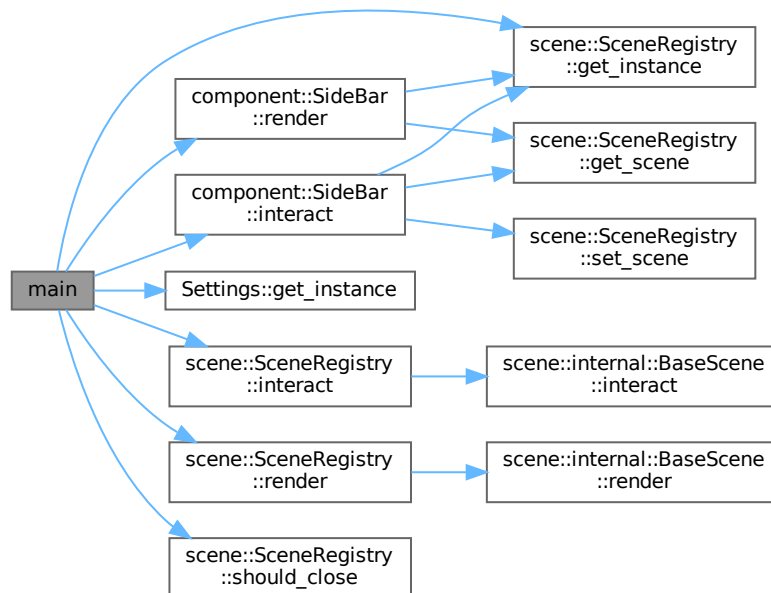 main
component::SideBar
::render
component::SideBar
::interact
Settings::get_instance
scene::SceneRegistry
::interact
scene::SceneRegistry
::render
scene::SceneRegistry
::should_close
scene::SceneRegistry
::get_instance
scene::SceneRegistry
::get_scene
scene::SceneRegistry
::set_scene
scene::internal::BaseScene
::interact
scene::internal::BaseScene
::render